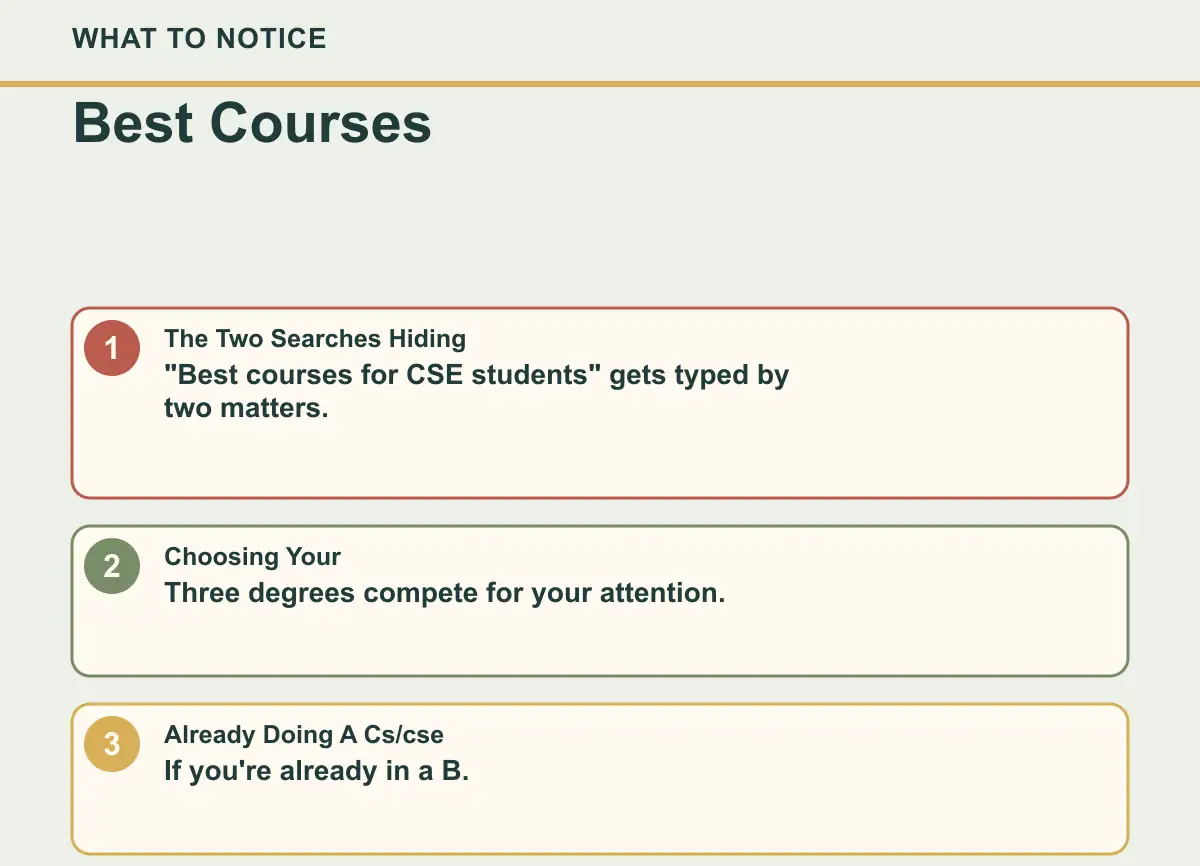 WHAT TO NOTICE
Best Courses
1
The Two Searches Hiding
"Best courses for CSE students" gets typed by
two matters.
2
Choosing Your
Three degrees compete for your attention.
3
Already Doing A Cs/cse
If you're already in a B.